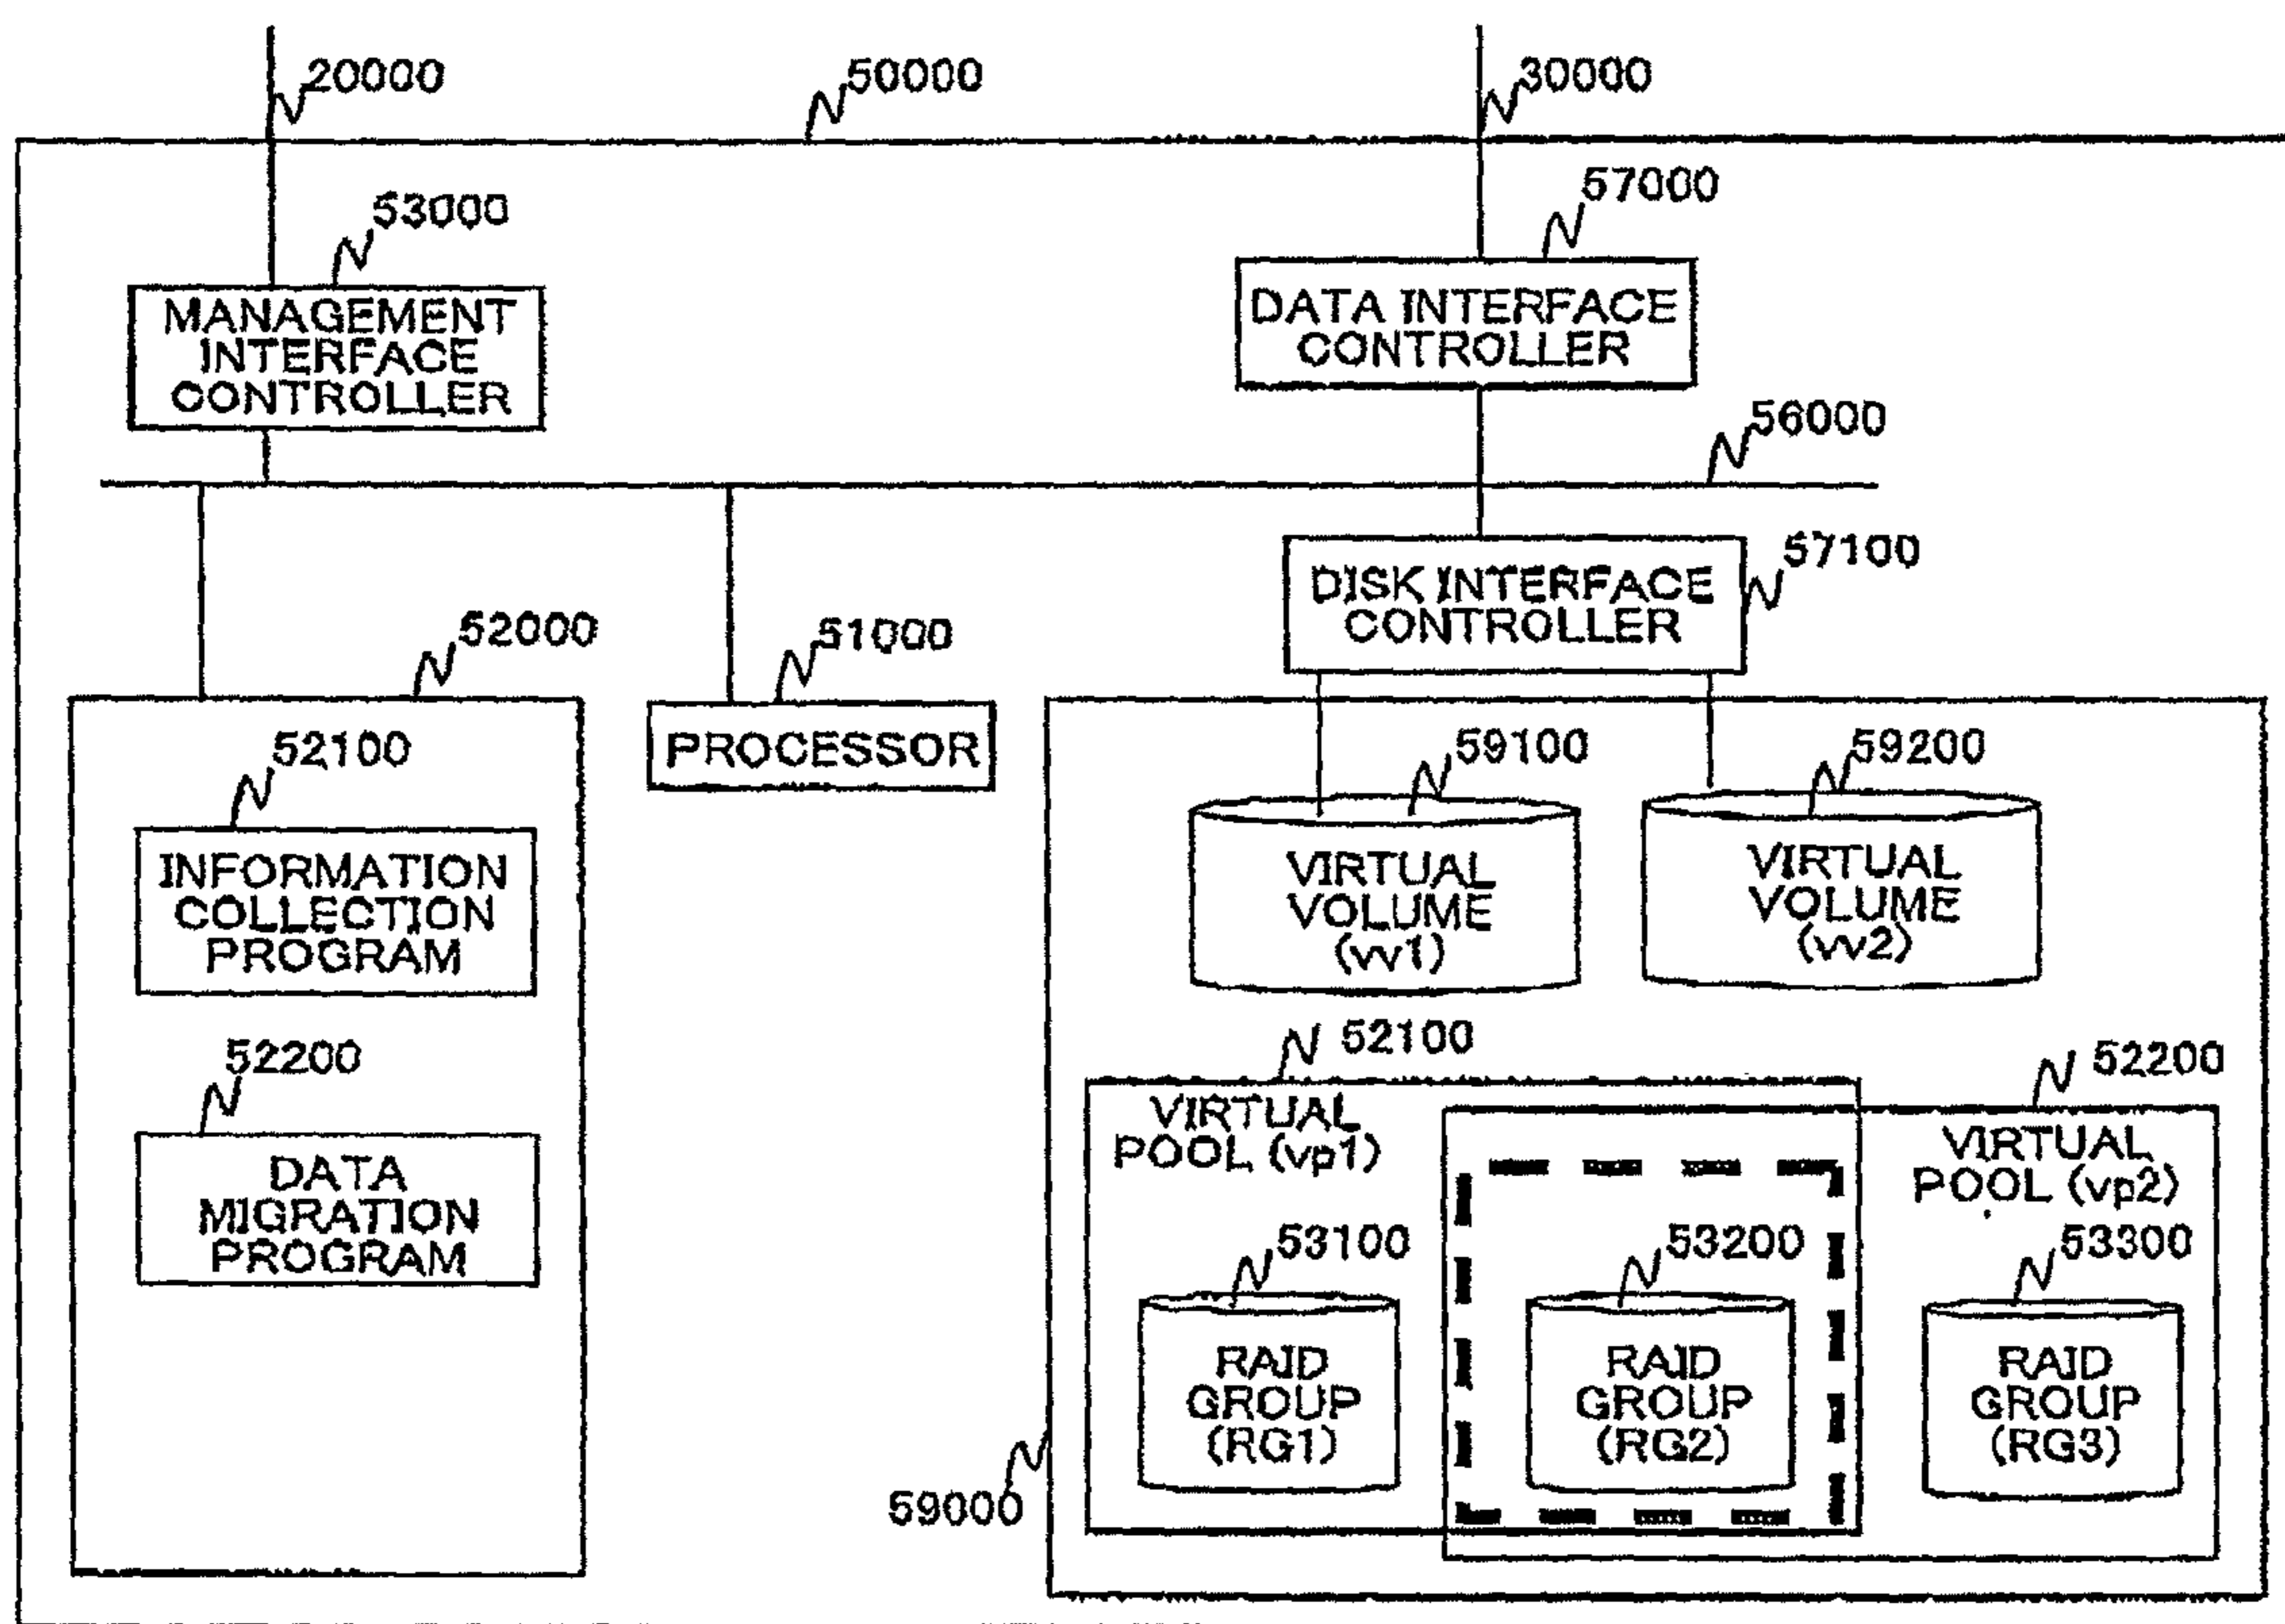 20000
50000
30000
53000
57000
MANAGEMENT
INTERFACE
CONTROLLER
DATA INTERFACE
CONTROLLER
56000
57100
DISK INTERFACE
CONTROLLER
52000
51000
PROCESSOR
52100
INFORMATION
COLLECTION
PROGRAM
52200
DATA
MIGRATION
PROGRAM
59100
59200
VIRTUAL
VOLUME
(vv1)
VIRTUAL
VOLUME
(vv2)
52100
52200
VIRTUAL
POOL (vp1)
VIRTUAL
POOL (vp2)
53100
53200
53300
RAID
GROUP
(RG1)
RAID
GROUP
(RG2)
RAID
GROUP
(RG3)
59000